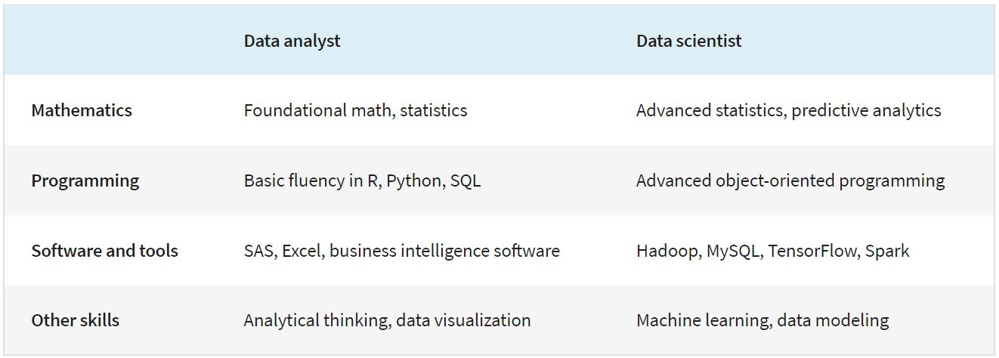 Data analyst Data scientist
Mathematics Foundational math, statistics Advanced statistics, predictive analytics
Programming Basic fluency in R, Python, SQL Advanced object-oriented programming
Software and tools SAS, Excel, business intelligence software Hadoop, MySQL, TensorFlow, Spark
Other skills Analytical thinking, data visualization Machine learning, data modeling